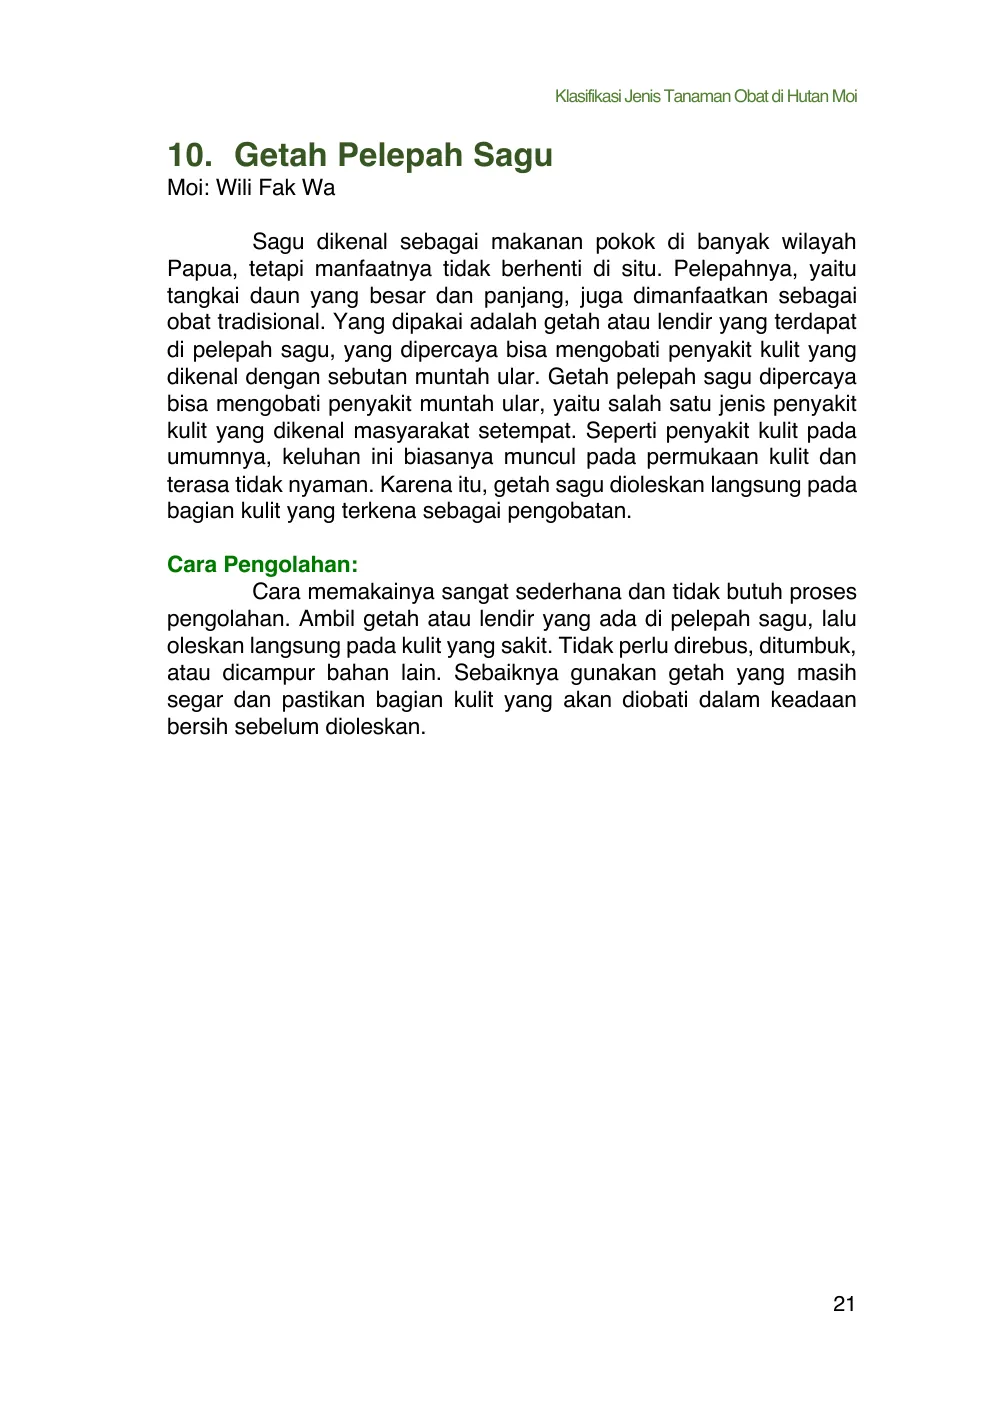 Klasifikasi Jenis Tanaman Obat di Hutan Moi
10. Getah Pelepah Sagu
Moi: Wili Fak Wa
Sagu dikenal sebagai makanan pokok di banyak wilayah
Papua, tetapi manfaatnya tidak berhenti di situ. Pelepahnya, yaitu
tangkai daun yang besar dan panjang, juga dimanfaatkan sebagai
obat tradisional. Yang dipakai adalah getah atau lendir yang terdapat
di pelepah sagu, yang dipercaya bisa mengobati penyakit kulit yang
dikenal dengan sebutan muntah ular. Getah pelepah sagu dipercaya
bisa mengobati penyakit muntah ular, yaitu salah satu jenis penyakit
kulit yang dikenal masyarakat setempat. Seperti penyakit kulit pada
umumnya, keluhan ini biasanya muncul pada permukaan kulit dan
terasa tidak nyaman. Karena itu, getah sagu dioleskan langsung pada
bagian kulit yang terkena sebagai pengobatan.
Cara Pengolahan:
Cara memakainya sangat sederhana dan tidak butuh proses
pengolahan. Ambil getah atau lendir yang ada di pelepah sagu, lalu
oleskan langsung pada kulit yang sakit. Tidak perlu direbus, ditumbuk,
atau dicampur bahan lain. Sebaiknya gunakan getah yang masih
segar dan pastikan bagian kulit yang akan diobati dalam keadaan
bersih sebelum dioleskan.
21